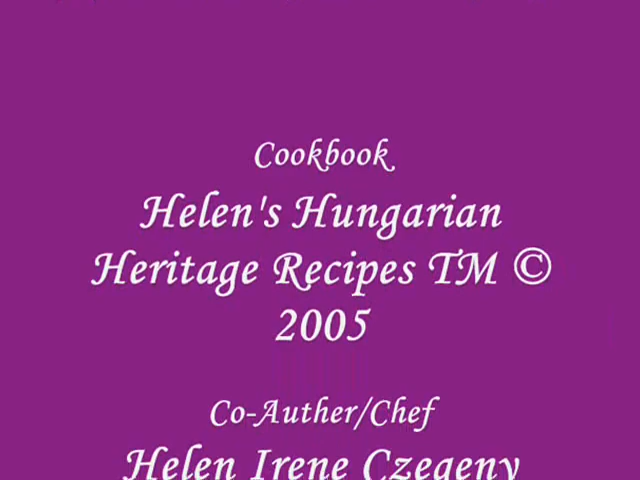 Cookbook
Helen's Hungarian
Heritage Recipes TM ©
2005
Co-Auther/Chef
Helen Irene Czegeny